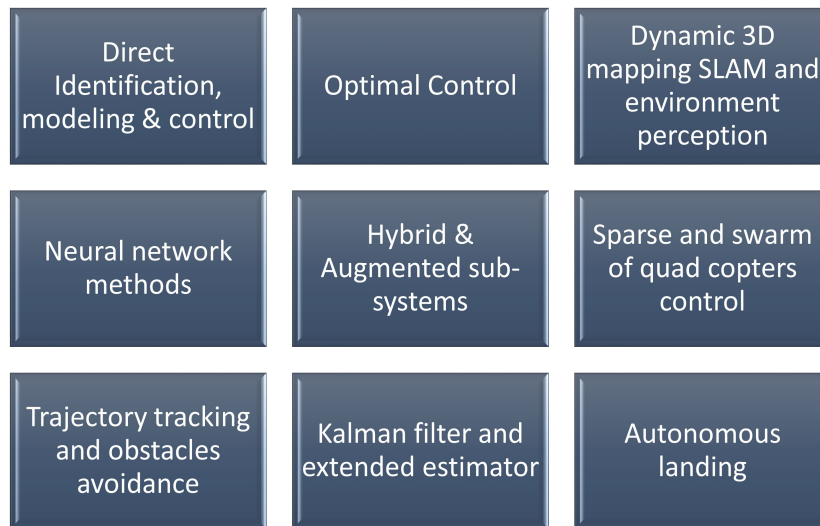 Direct
Identification,
modeling & control
Optimal Control
Dynamic 3D
mapping SLAM and
environment
perception
Neural network
methods
Hybrid &
Augmented sub-
systems
Sparse and swarm
of quad copters
control
Trajectory tracking
and obstacles
avoidance
Kalman filter and
extended estimator
Autonomous
landing